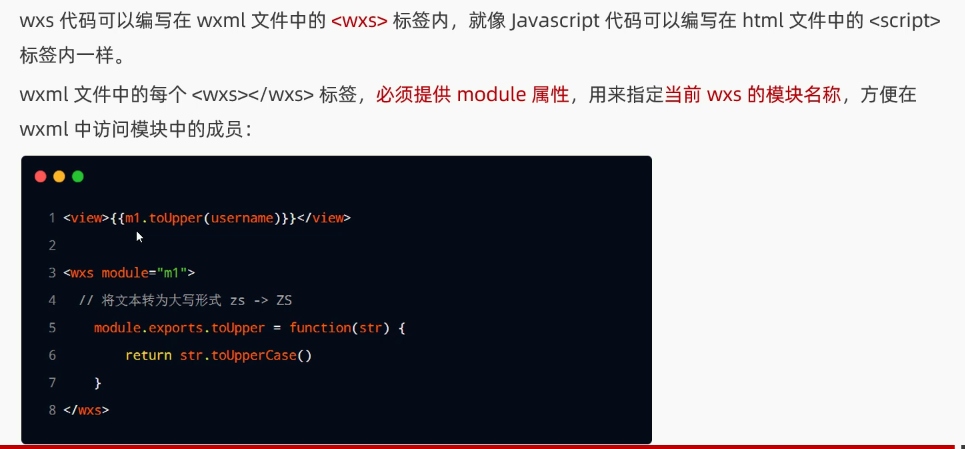 wxs 代码可以编写在 wxml 文件中的 <wxs> 标签内，就像 Javascript 代码可以编写在 html 文件中的 <script>
标签内一样。
wxml 文件中的每个 <wxs></wxs> 标签，必须提供 module 属性，用来指定当前 wxs 的模块名称，方便在
wxml 中访问模块中的成员：
1 <view>{{m1.toUpper(username)}}</view>
2
3 <wxs module="m1">
4   // 将文本转为大写形式 zs -> ZS
5     module.exports.toUpper = function(str) {
6         return str.toUpperCase()
7     }
8 </wxs>